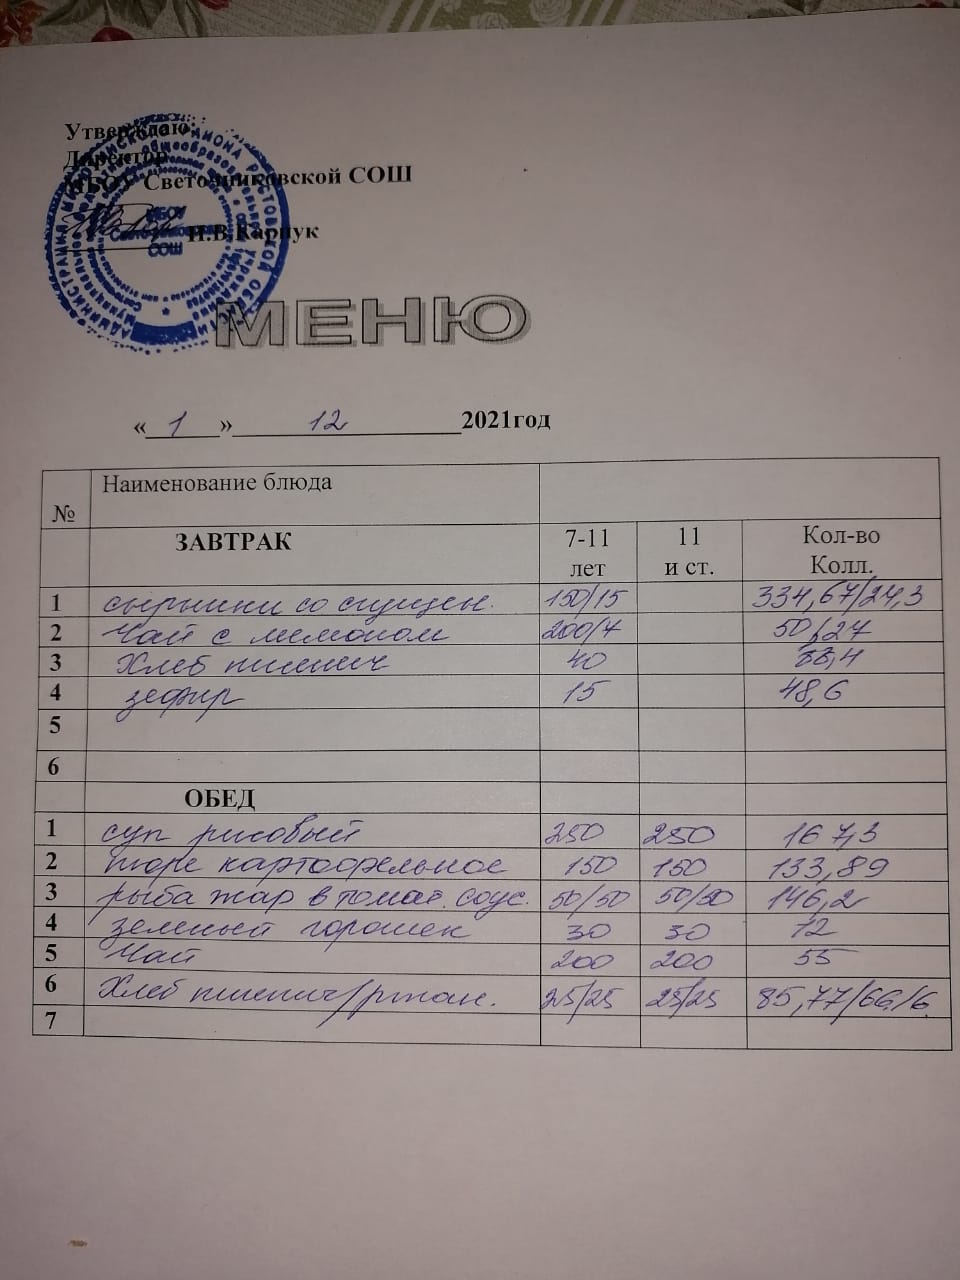 Утверждаю:
Директор
МБОУ Светочниковской СОШ
Н.В.Карпук
МБОУ
СОШ
МЕНЮ
« 1 » 12 2021год
№ Наименование блюда
ЗАВТРАК 7-11 лет 11 и ст. Кол-во Колл.
1 сырники со сгущен. 150/15 334,67/24,3
2 Чай с лимоном 200/7 50,27
3 Хлеб пшенич 40
4 зефир 15 48,6
5
6
ОБЕД
1 суп рисовый 250 250 167,3
2 пюре картофельное 150 150 133,89
3 рыба жар в томат. соус. 50/50 50/50 146,2
4 зеленый горошек 30 30 12
5 Чай 200 200 55
6 Хлеб пшенич/ржан. 25/25 25/25 85,77/66,6
7